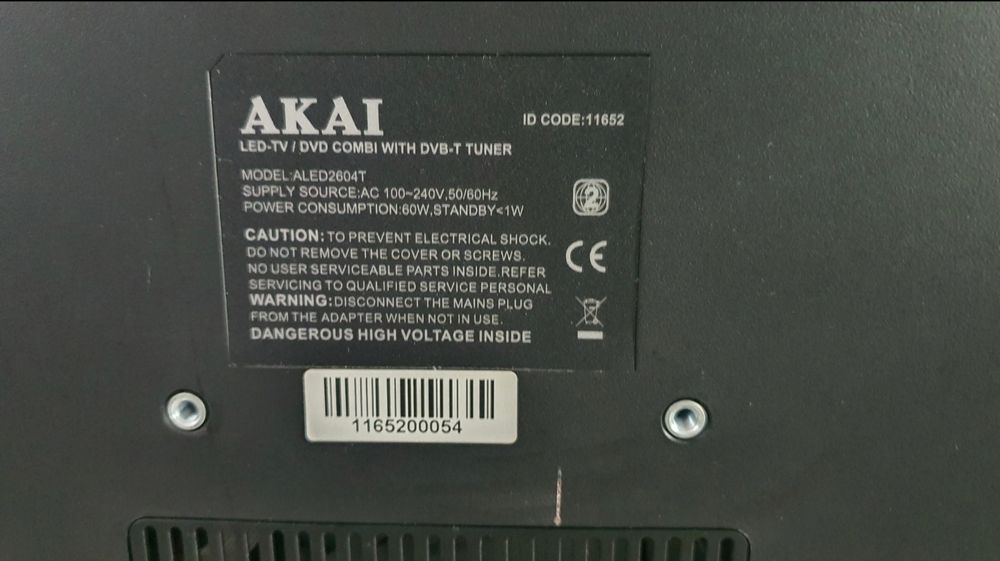 AKAI
ID CODE:11652
LED-TV / DVD COMBI WITH DVB-T TUNER
MODEL:ALED2604T
SUPPLY SOURCE:AC 100~240V,50/60Hz
POWER CONSUMPTION:60W,STANDBY<1W
2
CAUTION: TO PREVENT ELECTRICAL SHOCK.
DO NOT REMOVE THE COVER OR SCREWS.
CE
NO USER SERVICEABLE PARTS INSIDE.REFER
SERVICING TO QUALIFIED SERVICE PERSONAL
WARNING:DISCONNECT THE MAINS PLUG
FROM THE ADAPTER WHEN NOT IN USE.
DANGEROUS HIGH VOLTAGE INSIDE
1165200054